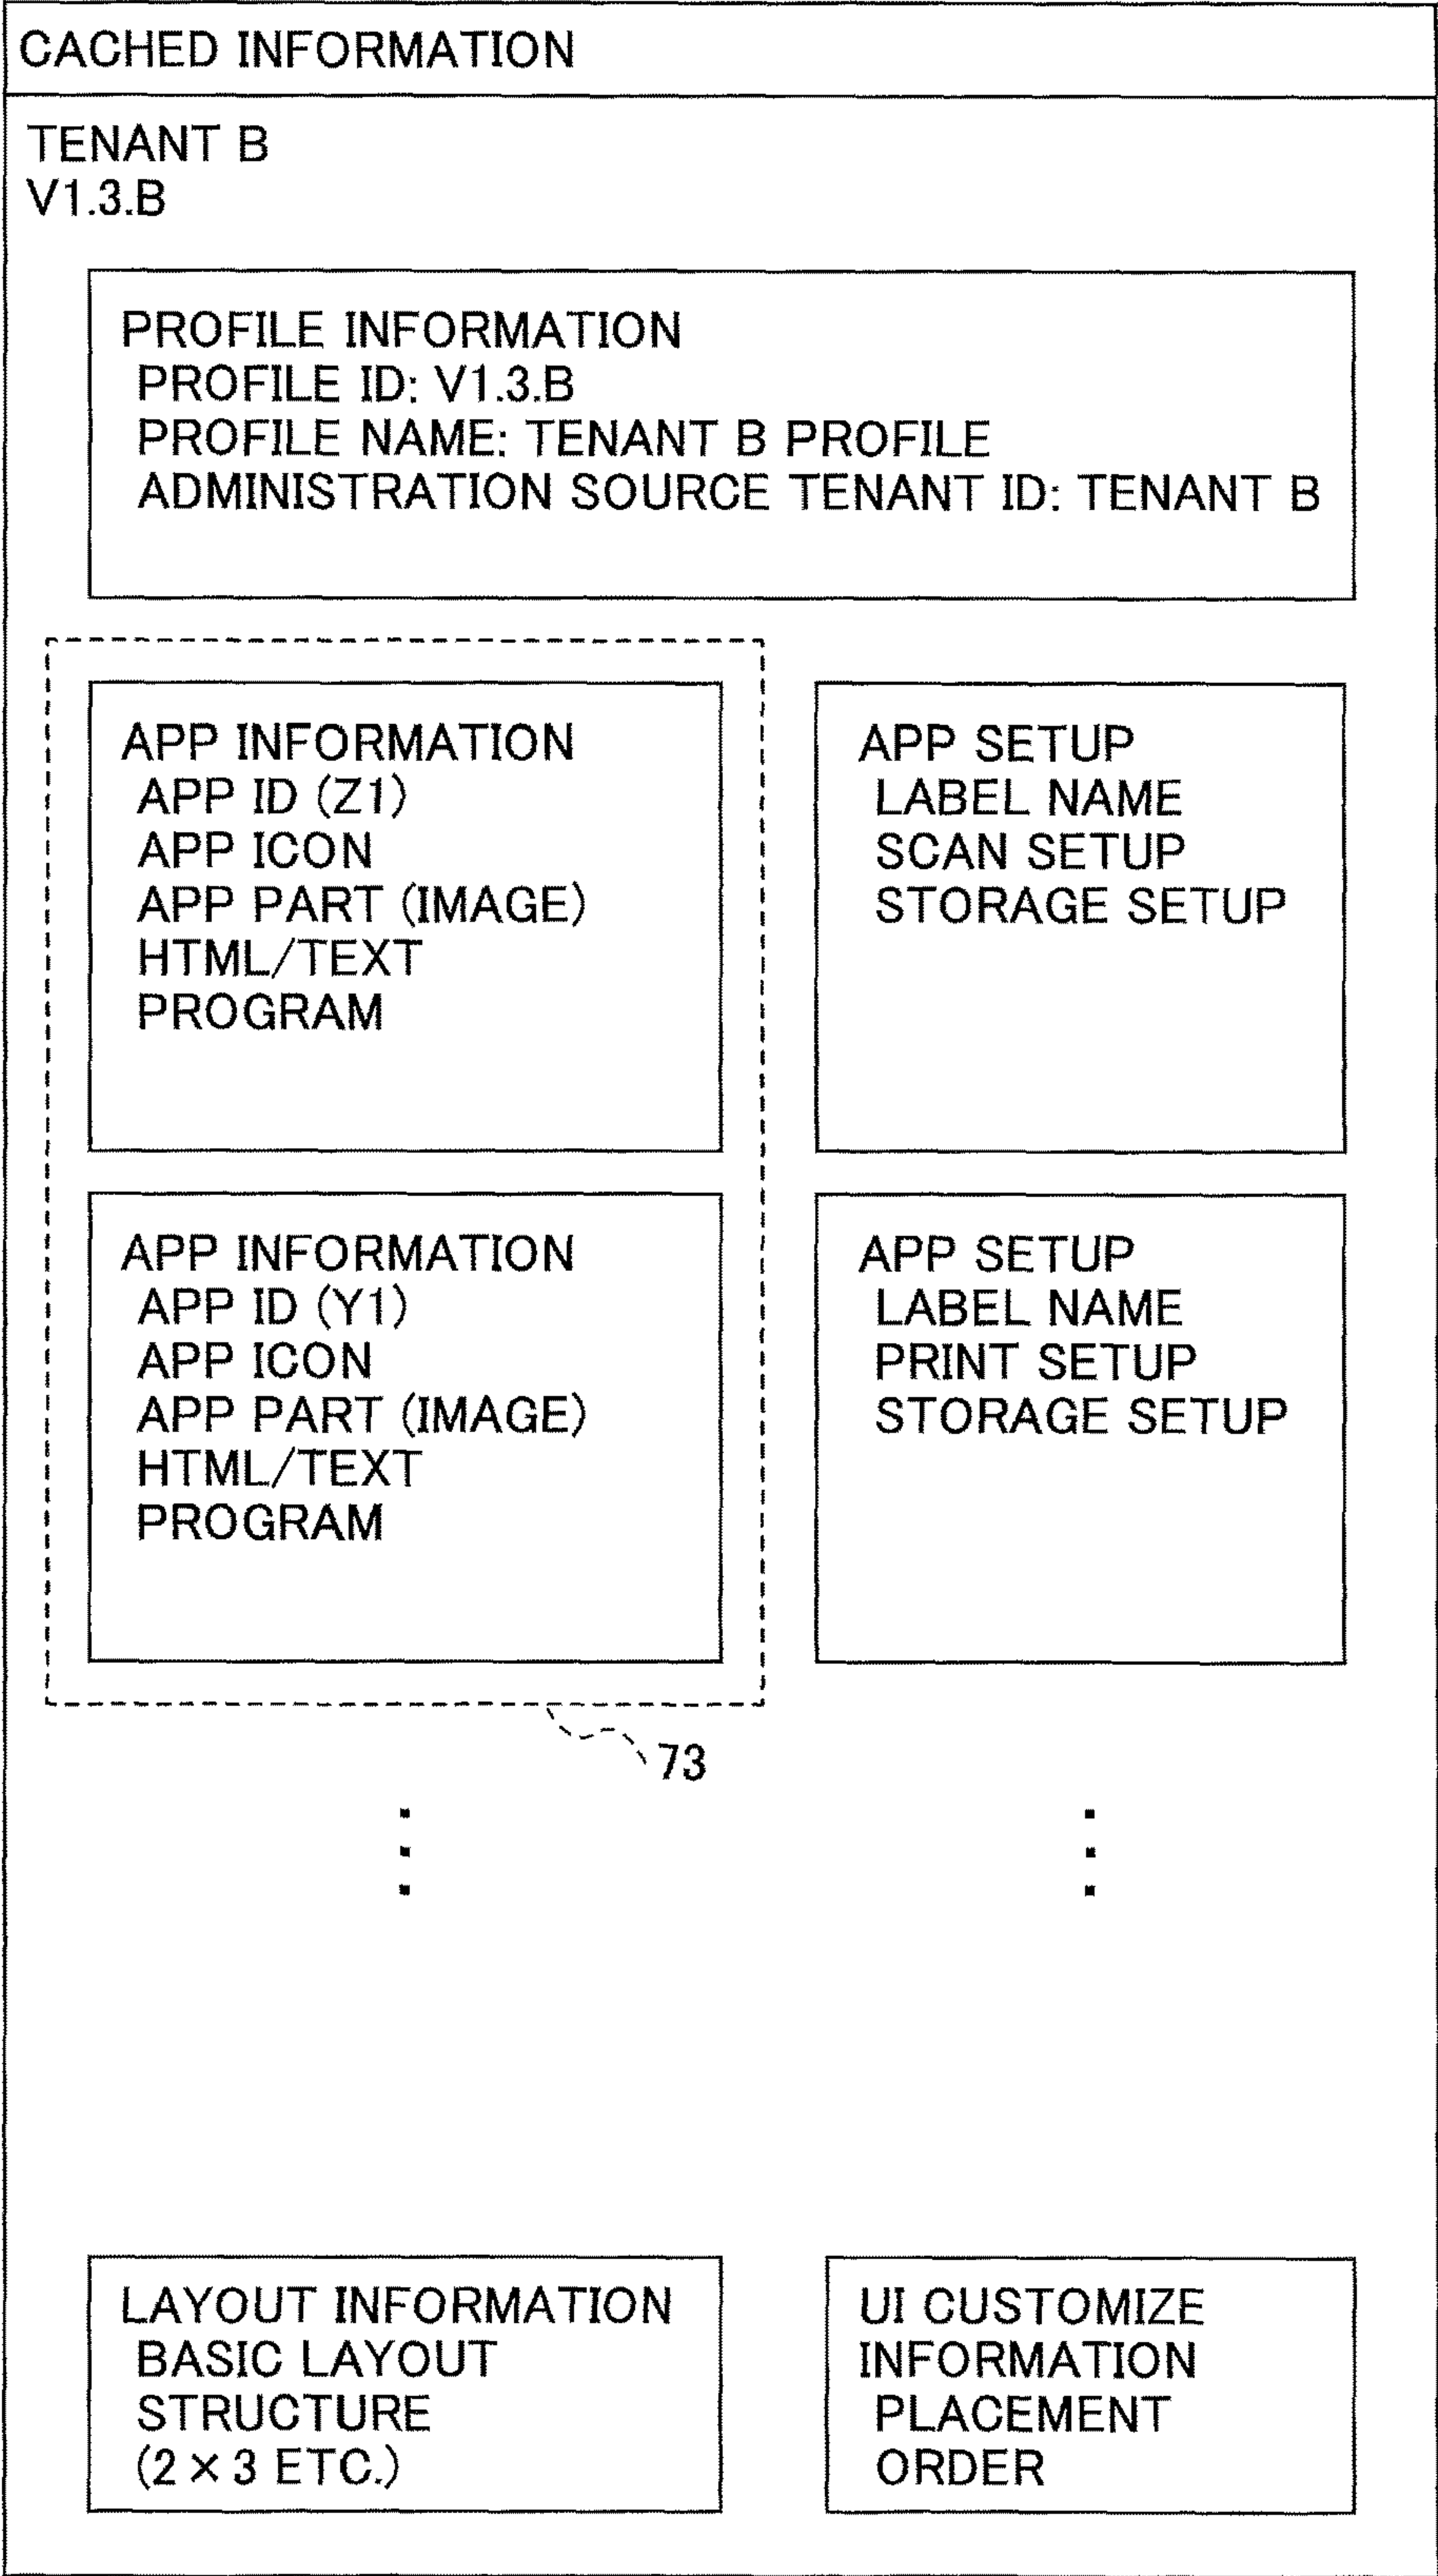 CACHED INFORMATION
TENANT B
V1.3.B
PROFILE INFORMATION
PROFILE ID: V1.3.B
PROFILE NAME: TENANT B PROFILE
ADMINISTRATION SOURCE TENANT ID: TENANT B
APP INFORMATION
APP ID (Z1)
APP ICON
APP PART (IMAGE)
HTML/TEXT
PROGRAM
APP SETUP
LABEL NAME
SCAN SETUP
STORAGE SETUP
APP INFORMATION
APP ID (Y1)
APP ICON
APP PART (IMAGE)
HTML/TEXT
PROGRAM
APP SETUP
LABEL NAME
PRINT SETUP
STORAGE SETUP
73
LAYOUT INFORMATION
BASIC LAYOUT
STRUCTURE
(2 × 3 ETC.)
UI CUSTOMIZE
INFORMATION
PLACEMENT
ORDER